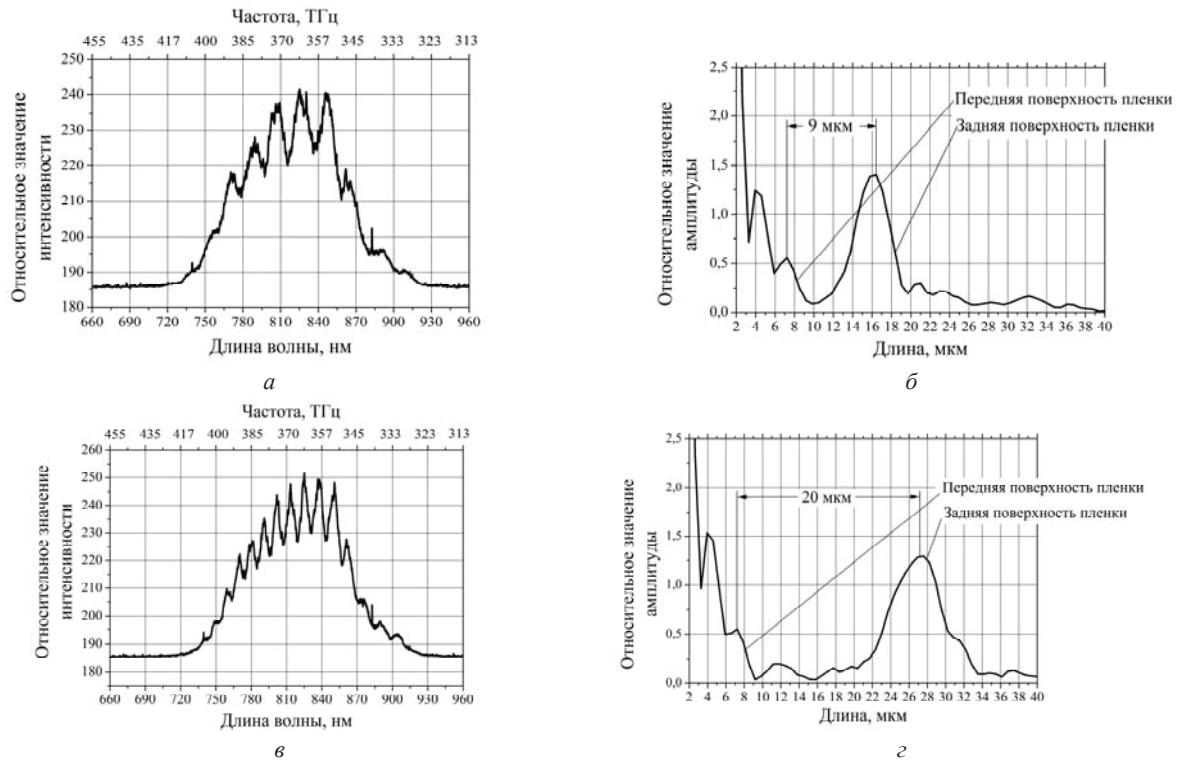 Частота, ТГц
455 435 417 400 385 370 357 345 333 323 313
250
240
230
220
210
200
190
180
660 690 720 750 780 810 840 870 900 930 960
Относительное значение
интенсивности
Длина волны, нм
а
2,5
2,0
1,5
1,0
0,5
0,0
2 4 6 8 10 12 14 16 18 20 22 24 26 28 30 32 34 36 38 40
9 мкм
Передняя поверхность пленки
Задняя поверхность пленки
Относительное значение
амплитуды
Длина, мкм
б
Частота, ТГц
455 435 417 400 385 370 357 345 333 323 313
260
250
240
230
220
210
200
190
180
660 690 720 750 780 810 840 870 900 930 960
Относительное значение
интенсивности
Длина волны, нм
в
2,5
2,0
1,5
1,0
0,5
0,0
2 4 6 8 10 12 14 16 18 20 22 24 26 28 30 32 34 36 38 40
20 мкм
Передняя поверхность пленки
Задняя поверхность пленки
Относительное значение
амплитуды
Длина, мкм
г